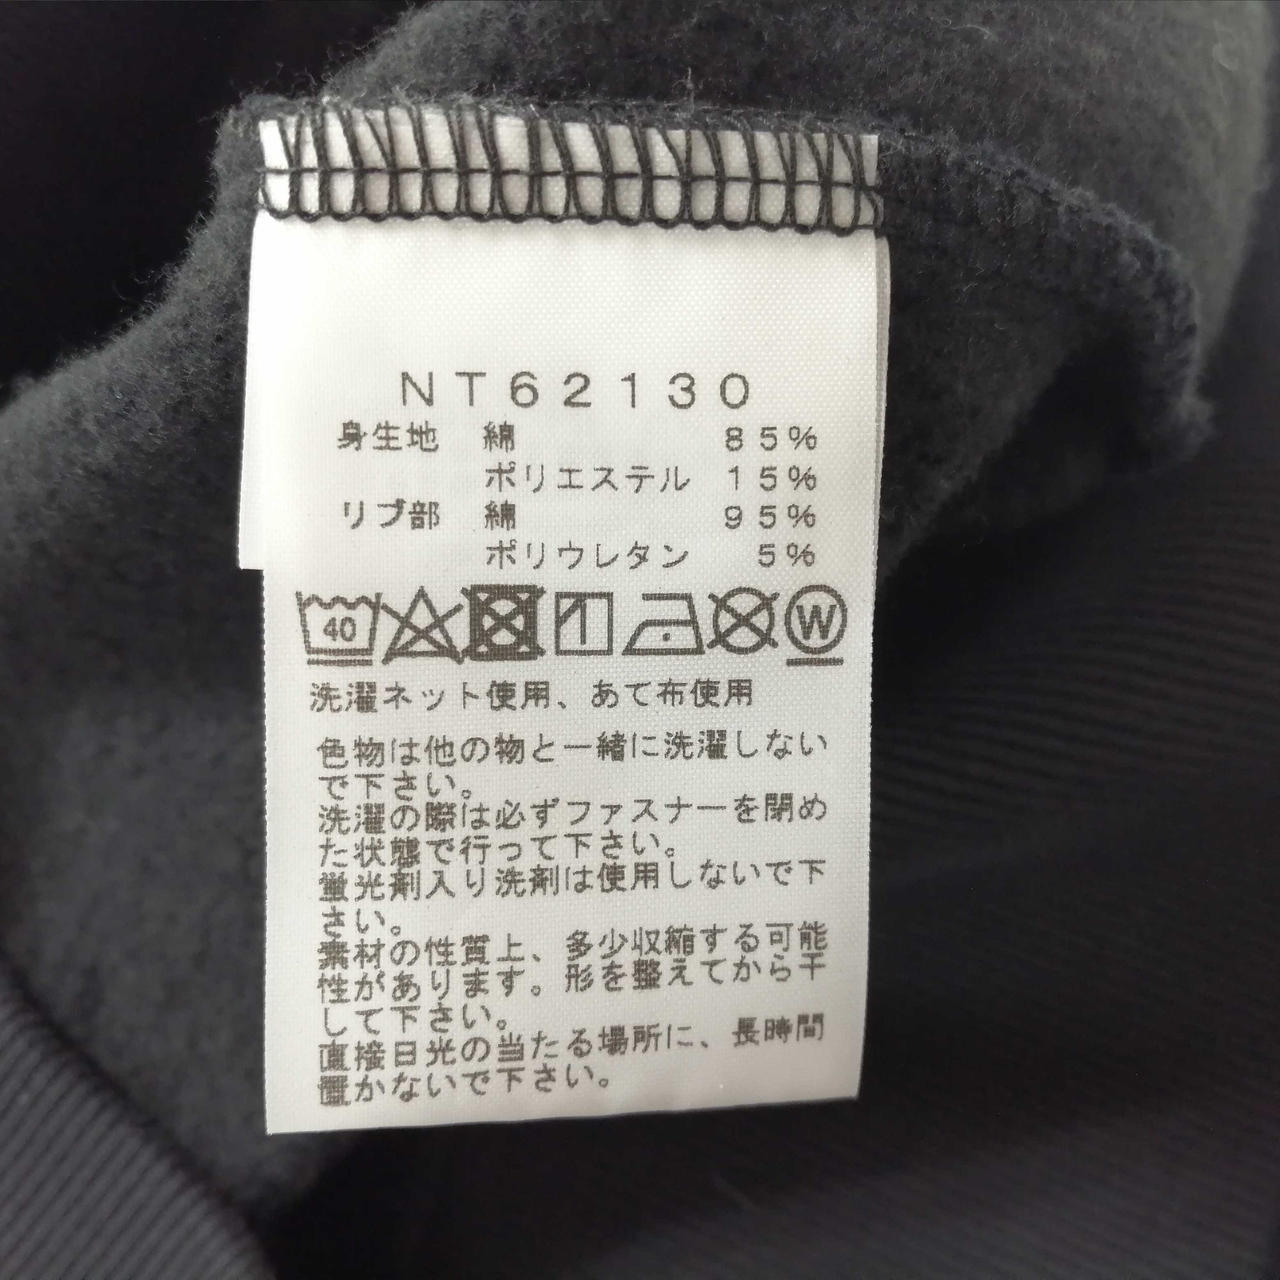 NT62130
身生地 綿 85%
ポリエステル 15%
リブ部 綿 95%
ポリウレタン 5%
40 W
洗濯ネット使用、あて布使用
色物は他の物と一緒に洗濯しない
で下さい。
洗濯の際は必ずファスナーを閉め
た状態で行って下さい。
蛍光剤入り洗剤は使用しないで下
さい。
素材の性質上、多少収縮する可能
性があります。形を整えてから干
して下さい。
直接日光の当たる場所に、長時間
置かないで下さい。